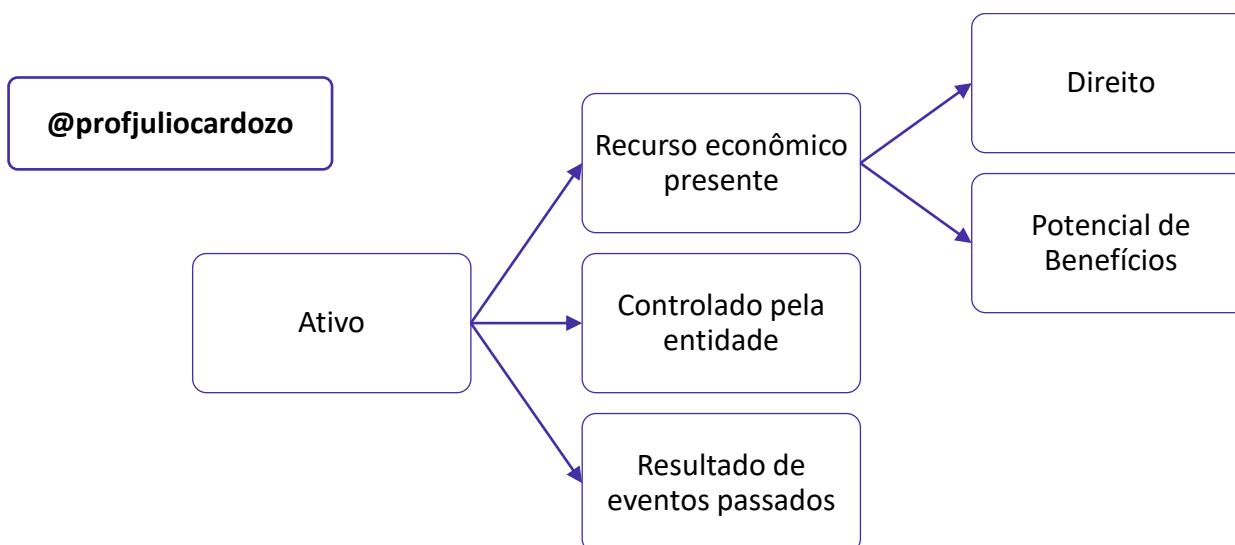 @profjuliocardozo
Ativo
Recurso econômico
presente
Controlado pela
entidade
Resultado de
eventos passados
Direito
Potencial de
Benefícios